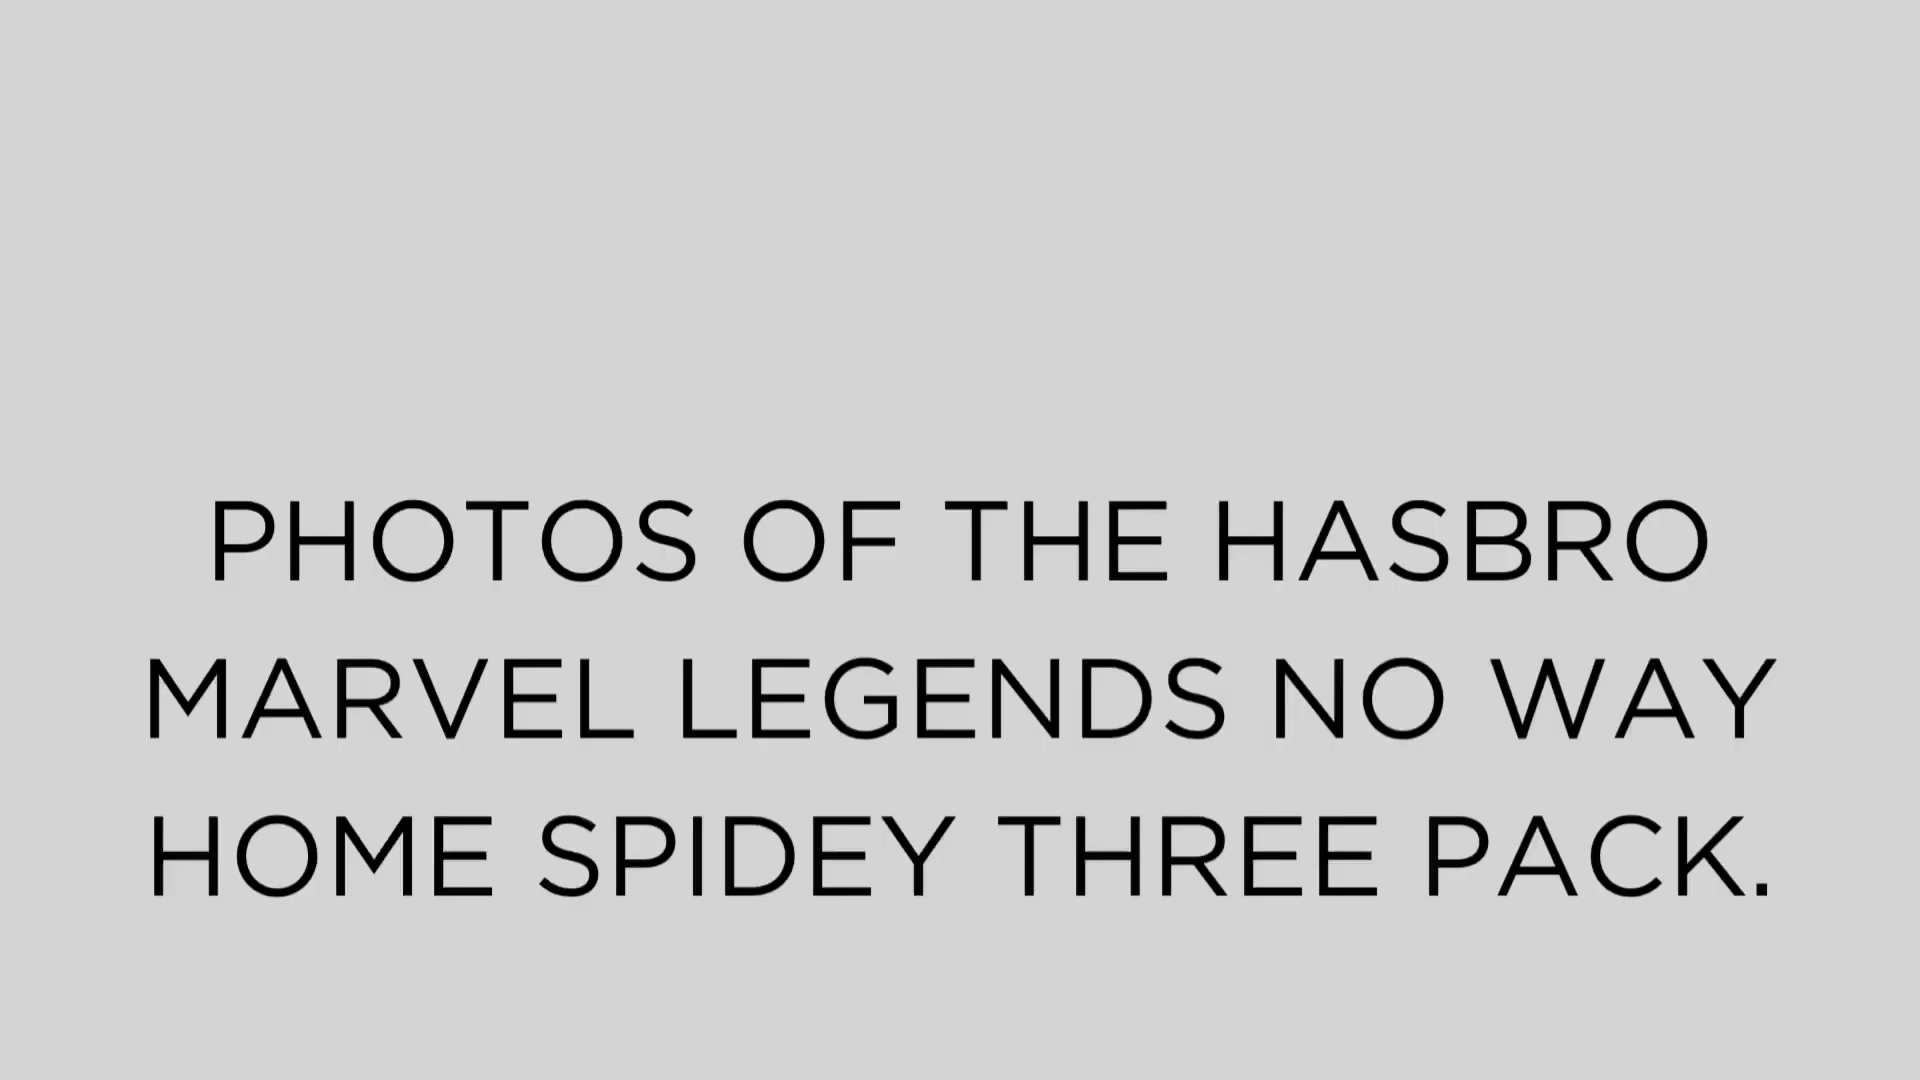 PHOTOS OF THE HASBRO
MARVEL LEGENDS NO WAY
HOME SPIDEY THREE PACK.